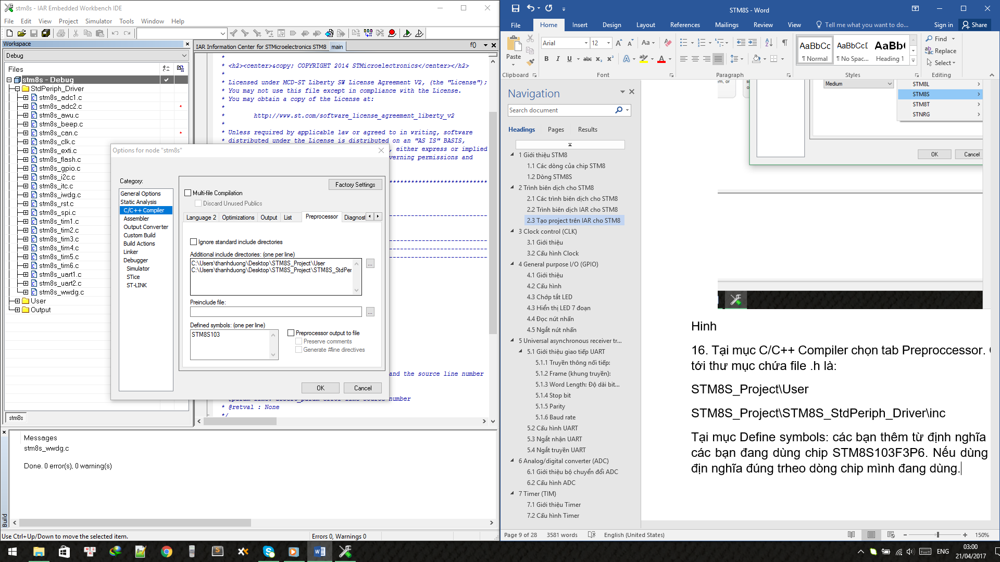 stm8s - IAR Embedded Workbench IDE
File Edit View Project Simulator Tools Window Help
Workspace
Debug
Files
stm8s - Debug
StdPeriph_Driver
stm8s_adc1.c
stm8s_adc2.c
stm8s_awu.c
stm8s_beep.c
stm8s_can.c
stm8s_clk.c
stm8s_exti.c
stm8s_flash.c
stm8s_gpio.c
stm8s_i2c.c
stm8s_itc.c
stm8s_iwdg.c
stm8s_rst.c
stm8s_spi.c
stm8s_tim1.c
stm8s_tim2.c
stm8s_tim3.c
stm8s_tim4.c
stm8s_tim5.c
stm8s_tim6.c
stm8s_uart1.c
stm8s_uart2.c
stm8s_wwdg.c
User
Output
stm8s
IAR Information Center for STMicroelectronics STM8 main f()
*
* <h2><center>&copy; COPYRIGHT 2014 STMicroelectronics</center></h2>
*
* Licensed under MCD-ST Liberty SW License Agreement V2, (the "License");
* You may not use this file except in compliance with the License.
* You may obtain a copy of the License at:
*
* http://www.st.com/software_license_agreement_liberty_v2
*
* Unless required by applicable law or agreed to in writing, software
* distributed under the License is distributed on an "AS IS" BASIS,
, either express or implied
verning permissions and
and the source line number
number
* @retval : None
*/
Options for node "stm8s"
Category:
General Options
Static Analysis
C/C++ Compiler
Assembler
Output Converter
Custom Build
Build Actions
Linker
Debugger
Simulator
STice
ST-LINK
Factory Settings
Multi-file Compilation
Discard Unused Publics
Language 2 Optimizations Output List Preprocessor Diagnost
Ignore standard include directories
Additional include directories: (one per line)
C:\Users\thanhduong\Desktop\STM8S_Project\User
C:\Users\thanhduong\Desktop\STM8S_Project\STM8S_StdPer
...
Preinclude file:
...
Defined symbols: (one per line)
STM8S103
Preprocessor output to file
Preserve comments
Generate #line directives
OK Cancel
Messages
stm8s_wwdg.c
Done. 0 error(s), 0 warning(s)
Build
Use Ctrl+Up/Down to move the selected item.
Errors 0, Warnings 0
STM8S - Word
File Home Insert Design Layout References Mailings Review View Tell me what you want to do... Sign in Share
Paste
Clipboard
Arial 12
Font
Paragraph
AaBbCc AaBbCcD AaBb(
¶ Normal ¶ No Spac... Heading 1
Styles
Find
Replace
Select
Editing
Navigation
Search document
Headings Pages Results
1 Giới thiệu STM8
1.1 Các dòng của chip STM8
1.2 Dòng STM8S
2 Trình biên dịch cho STM8
2.1 Các trình biên dịch cho STM8
2.2 Trình biên dịch IAR cho STM8
2.3 Tạo project trên IAR cho STM8
3 Clock control (CLK)
3.1 Giới thiệu
3.2 Cấu hình Clock
4 General purpose I/O (GPIO)
4.1 Giới thiệu
4.2 Cấu hình
4.3 Chớp tắt LED
4.3 Hiển thị LED 7 đoạn
4.4 Đọc nút nhấn
4.5 Ngắt nút nhấn
5 Universal asynchronous receiver tr...
5.1 Giới thiệu giao tiếp UART
5.1.1 Truyền thông nối tiếp:
5.1.2 Frame (khung truyền):
5.1.3 Word Length: Độ dài bit...
5.1.4 Stop bit
5.1.5 Parity
5.1.6 Baud rate
5.2 Cấu hình UART
5.3 Ngắt nhận UART
5.4 Ngắt truyền UART
6 Analog/digital converter (ADC)
6.1 Giới thiệu bộ chuyển đổi ADC
6.2 Cấu hình ADC
7 Timer (TIM)
7.1 Giới thiệu Timer
7.2 Cấu hình Timer
Medium
STM8L
STM8S
STM8T
STNRG
OK Cancel
Hinh
16. Tại mục C/C++ Compiler chọn tab Preproccessor.
tới thư mục chứa file .h là:
STM8S_Project\User
STM8S_Project\STM8S_StdPeriph_Driver\inc
Tại mục Define symbols: các bạn thêm từ định nghĩa
các bạn đang dùng chip STM8S103F3P6. Nếu dùng
địn nghĩa đúng trheo dòng chip mình đang dùng.
Page 9 of 28 3581 words English (United States) 150%
ENG
03:00
21/04/2017